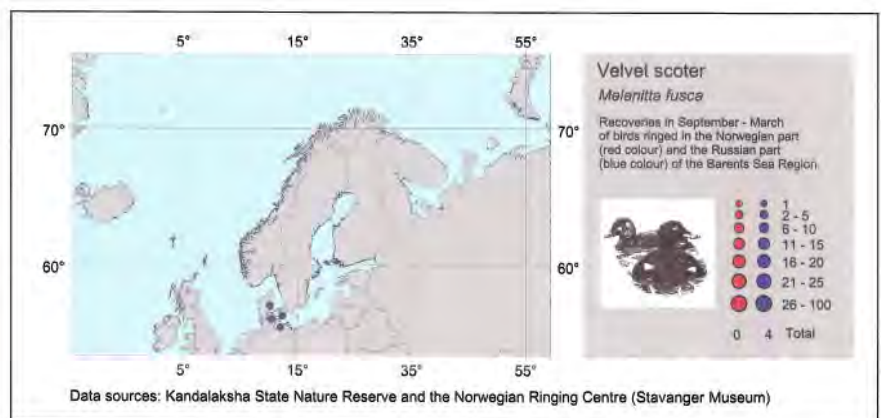 5° 15° 35° 55°
70° 70°
60° 60°
5° 15° 35° 55°
Velvel scoter
Melanitta fusca
Recoveries in September - March
of birds ringed in the Norwegian part
(red colour) and the Russian part
(blue colour) of the Barents Sea Region
1
2 - 5
6 - 10
11 - 15
16 - 20
21 - 25
26 - 100
0 4 Total
Data sources: Kandalaksha State Nature Reserve and the Norwegian Ringing Centre (Stavanger Museum)